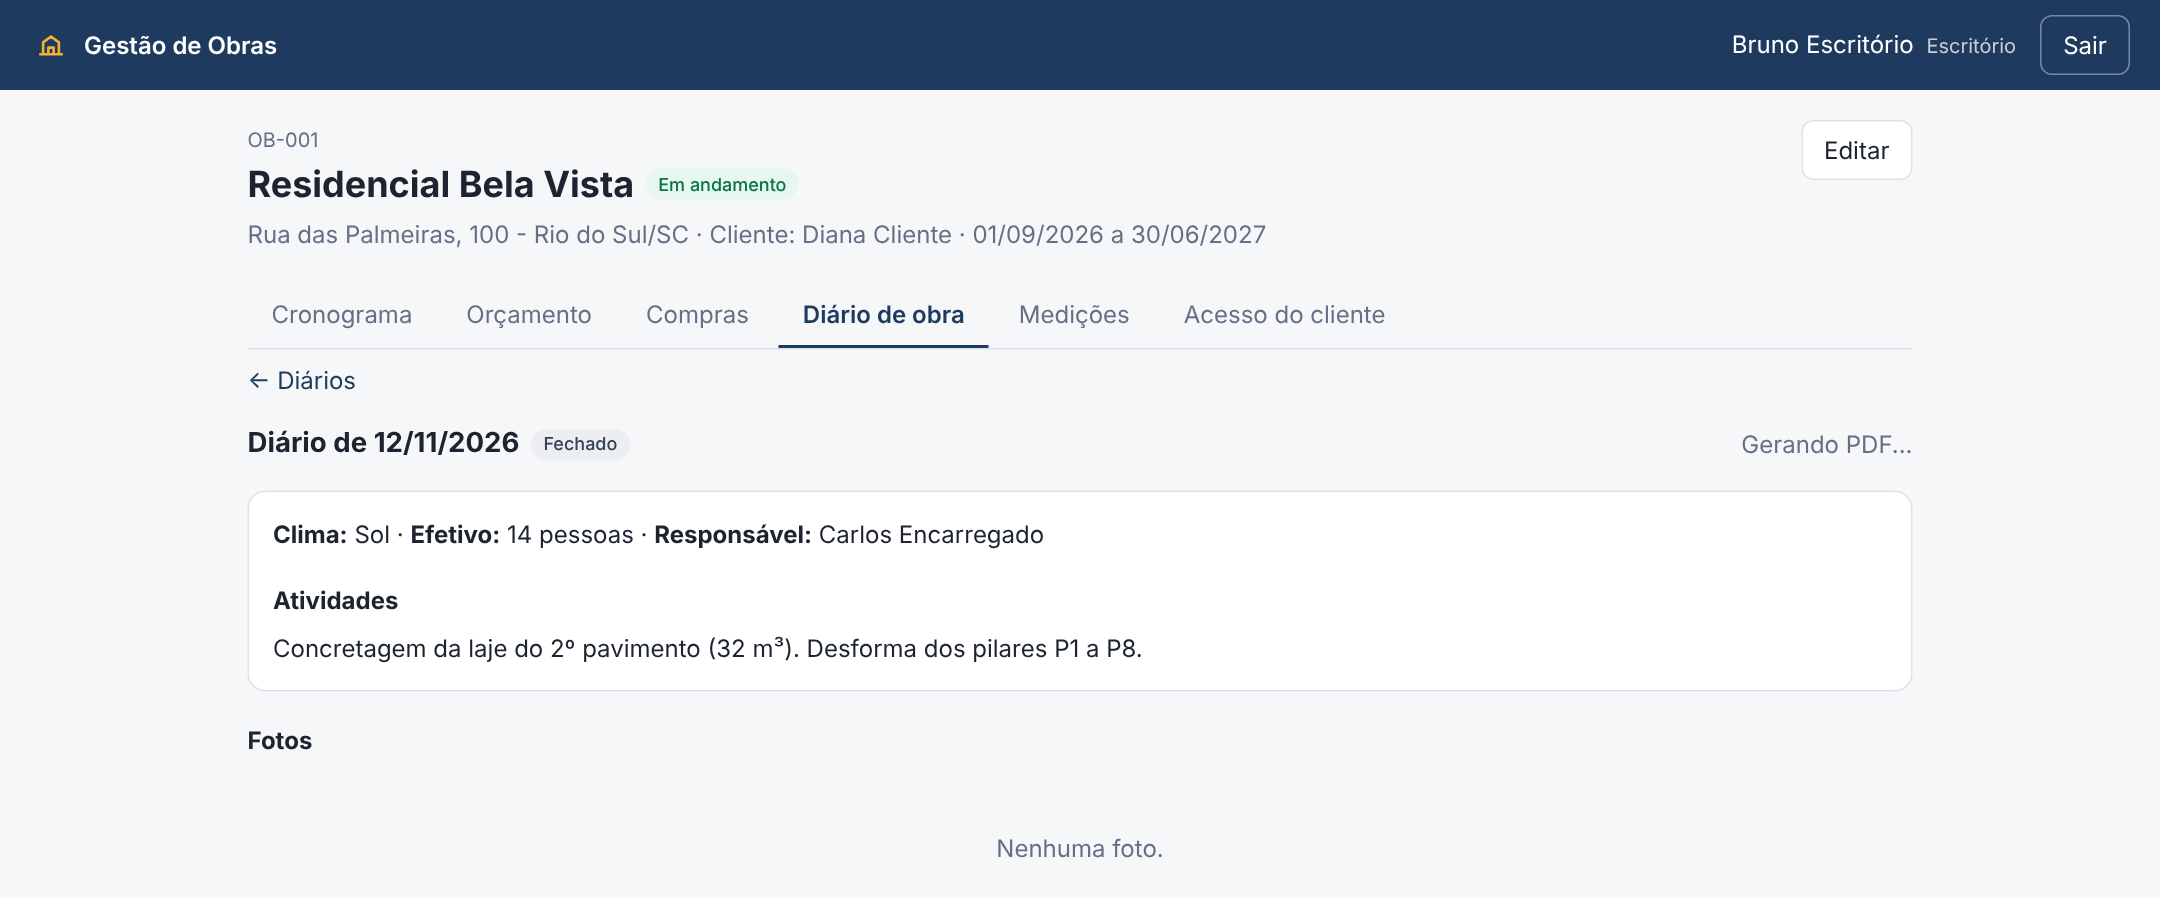 Gestão de Obras
Bruno Escritório Escritório Sair
OB-001
Editar
Residencial Bela Vista Em andamento
Rua das Palmeiras, 100 - Rio do Sul/SC · Cliente: Diana Cliente · 01/09/2026 a 30/06/2027
Cronograma Orçamento Compras Diário de obra Medições Acesso do cliente
← Diários
Diário de 12/11/2026 Fechado
Gerando PDF...
Clima: Sol · Efetivo: 14 pessoas · Responsável: Carlos Encarregado
Atividades
Concretagem da laje do 2º pavimento (32 m³). Desforma dos pilares P1 a P8.
Fotos
Nenhuma foto.